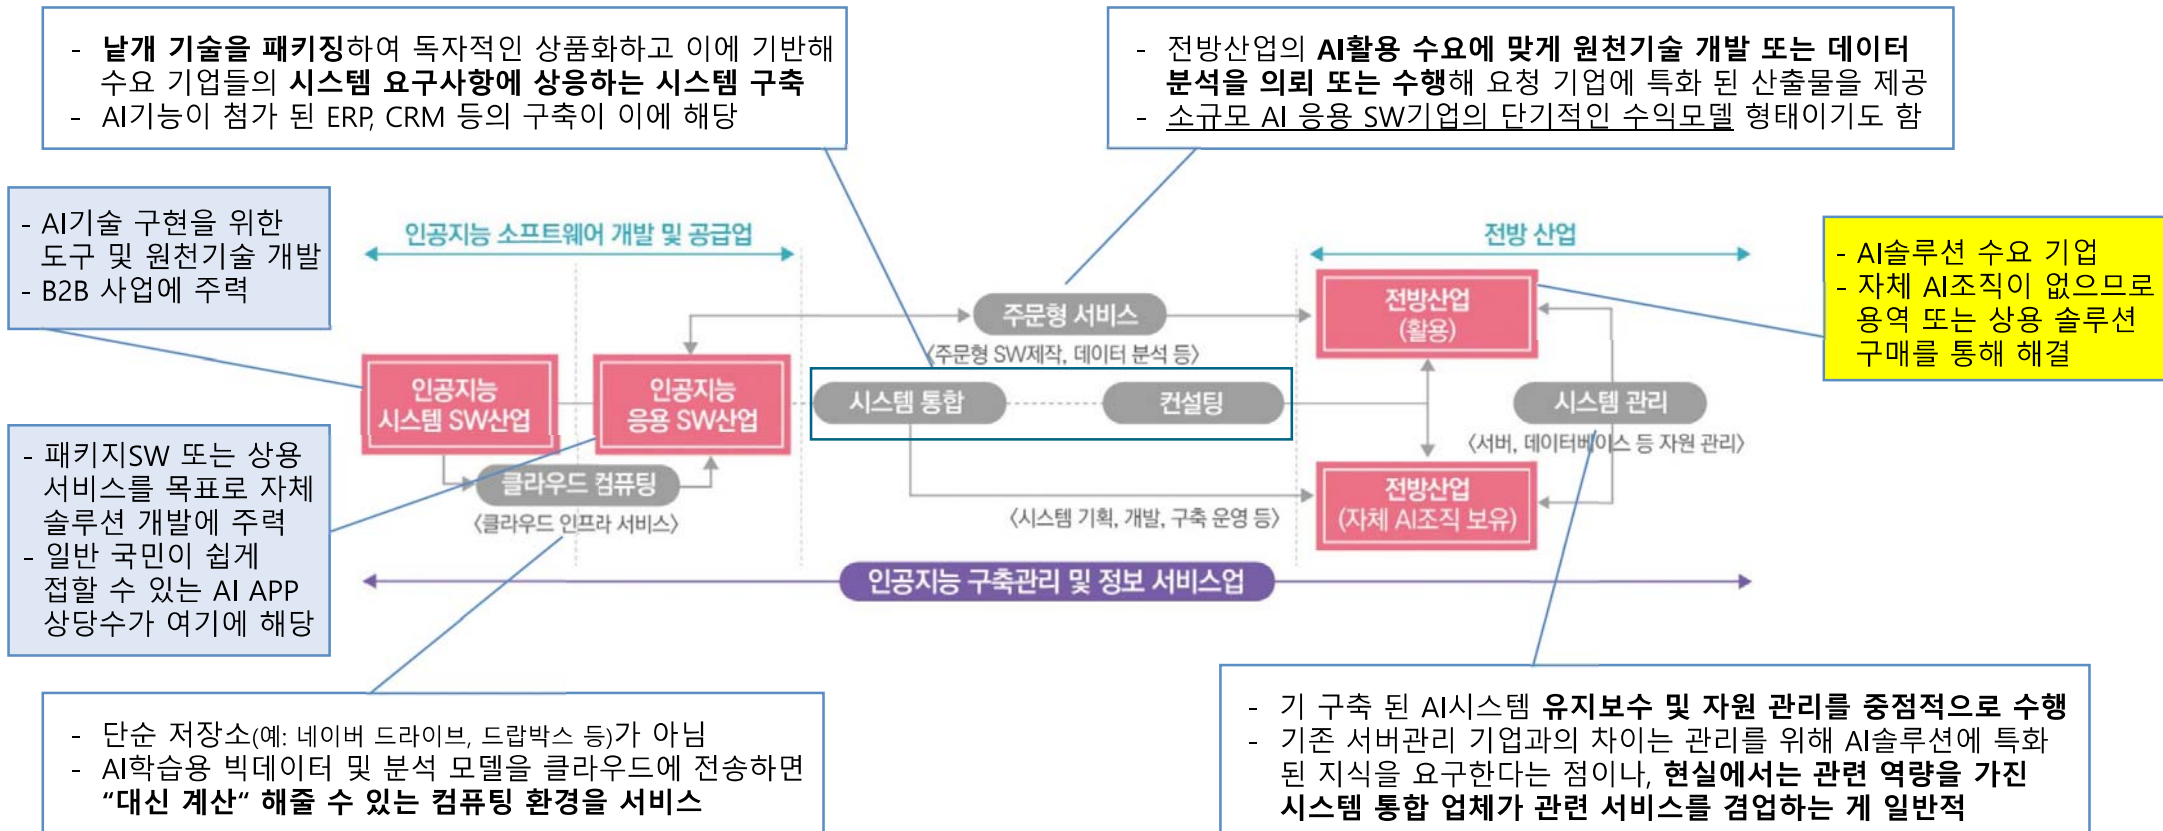 - 낱개 기술을 패키징하여 독자적인 상품화하고 이에 기반해
수요 기업들의 시스템 요구사항에 상응하는 시스템 구축
- AI기능이 첨가 된 ERP, CRM 등의 구축이 이에 해당
- 전방산업의 AI활용 수요에 맞게 원천기술 개발 또는 데이터
분석을 의뢰 또는 수행해 요청 기업에 특화 된 산출물을 제공
- 소규모 AI 응용 SW기업의 단기적인 수익모델 형태이기도 함
- AI기술 구현을 위한
도구 및 원천기술 개발
- B2B 사업에 주력
인공지능 소프트웨어 개발 및 공급업
전방 산업
- AI솔루션 수요 기업
- 자체 AI조직이 없으므로
용역 또는 상용 솔루션
구매를 통해 해결
주문형 서비스
〈주문형 SW제작, 데이터 분석 등〉
전방산업
(활용)
인공지능
시스템 SW산업
인공지능
응용 SW산업
시스템 통합
컨설팅
시스템 관리
〈서버, 데이터베이스 등 자원 관리〉
- 패키지SW 또는 상용
서비스를 목표로 자체
솔루션 개발에 주력
- 일반 국민이 쉽게
접할 수 있는 AI APP
상당수가 여기에 해당
클라우드 컴퓨팅
〈클라우드 인프라 서비스〉
〈시스템 기획, 개발, 구축 운영 등〉
전방산업
(자체 AI조직 보유)
인공지능 구축관리 및 정보 서비스업
- 단순 저장소(예: 네이버 드라이브, 드랍박스 등)가 아님
- AI학습용 빅데이터 및 분석 모델을 클라우드에 전송하면
“대신 계산“ 해줄 수 있는 컴퓨팅 환경을 서비스
- 기 구축 된 AI시스템 유지보수 및 자원 관리를 중점적으로 수행
- 기존 서버관리 기업과의 차이는 관리를 위해 AI솔루션에 특화
된 지식을 요구한다는 점이나, 현실에서는 관련 역량을 가진
시스템 통합 업체가 관련 서비스를 겸업하는 게 일반적